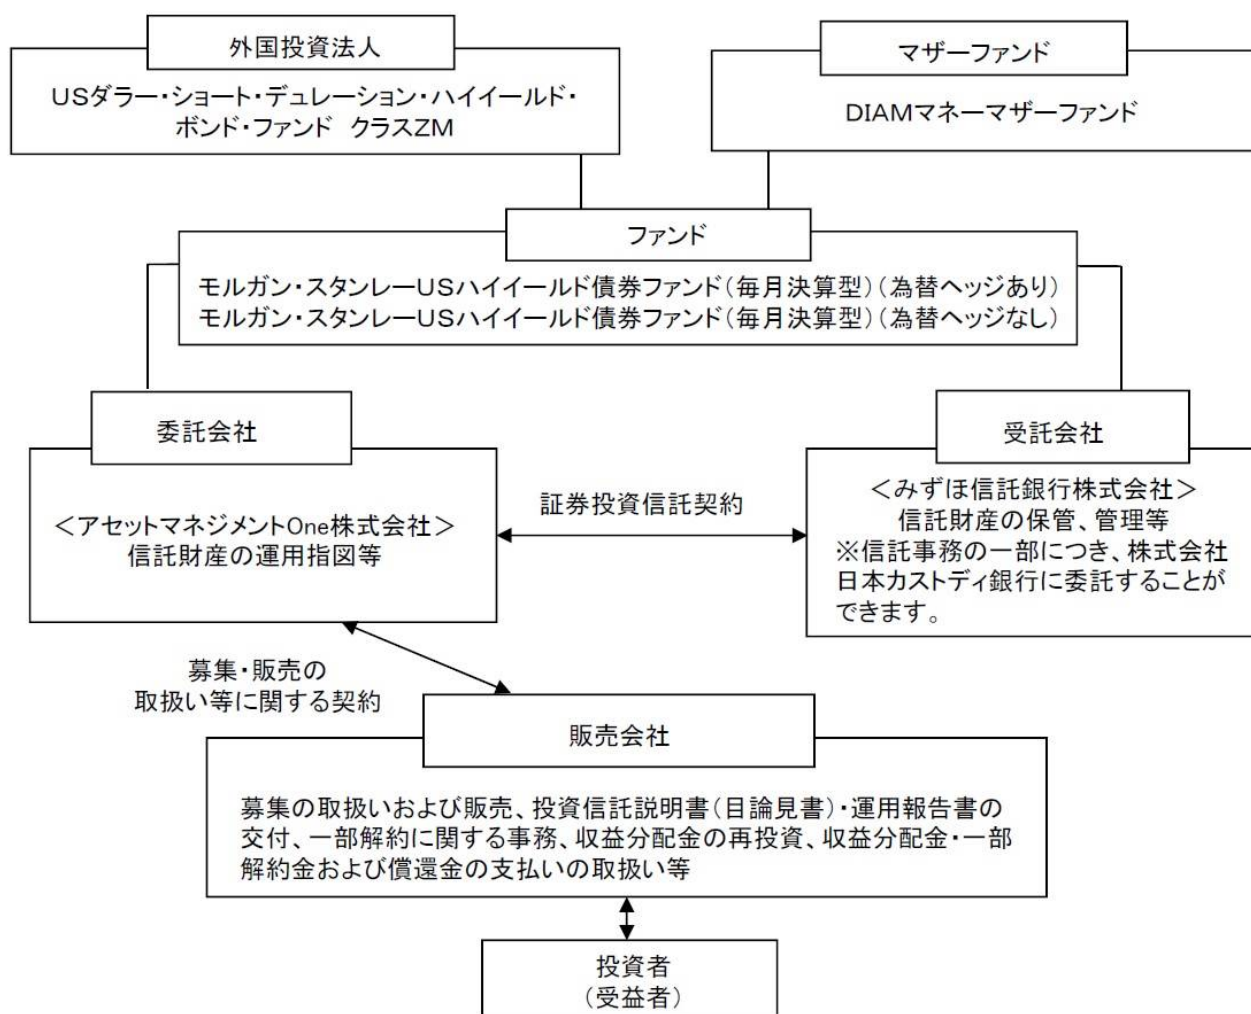 外国投資法人
USダラー・ショート・デュレーション・ハイイールド・
ボンド・ファンド クラスZM
マザーファンド
DIAMマネーマザーファンド
ファンド
モルガン・スタンレーUSハイイールド債券ファンド(毎月決算型)(為替ヘッジあり)
モルガン・スタンレーUSハイイールド債券ファンド(毎月決算型)(為替ヘッジなし)
委託会社
＜アセットマネジメントOne株式会社＞
信託財産の運用指図等
証券投資信託契約
受託会社
＜みずほ信託銀行株式会社＞
信託財産の保管、管理等
※信託事務の一部につき、株式会社
日本カストディ銀行に委託することが
できます。
募集・販売の
取扱い等に関する契約
販売会社
募集の取扱いおよび販売、投資信託説明書(目論見書)・運用報告書の
交付、一部解約に関する事務、収益分配金の再投資、収益分配金・一部
解約金および償還金の支払いの取扱い等
投資者
(受益者)